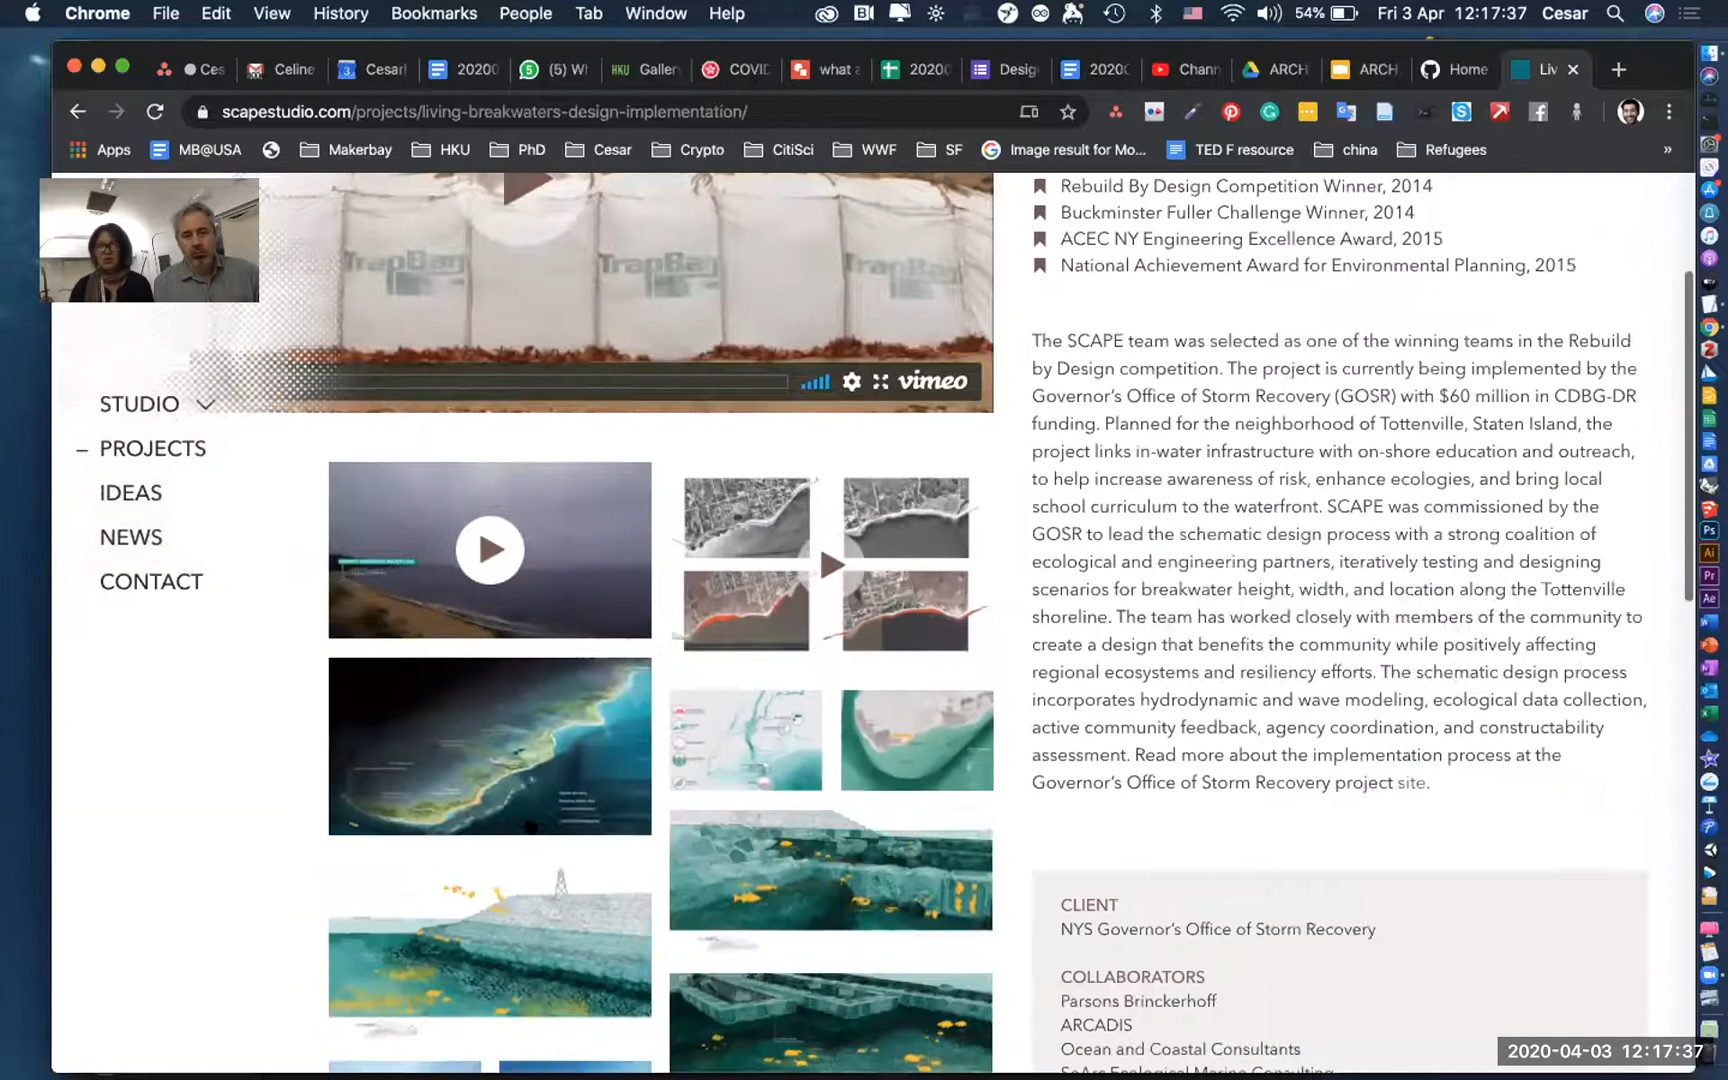 Chrome File Edit View History Bookmarks People Tab Window Help 54% Fri 3 Apr 12:17:37 Cesar
Ces Celine Cesar 2020 (5) W Galler COVID what a 2020 Desig 2020 Chann ARCH ARCH Home Liv
scapestudio.com/projects/living-breakwaters-design-implementation/
Apps MB@USA Makerbay HKU PhD Cesar Crypto CitiSci WWF SF Image result for Mo... TED F resource china Refugees »
TrapBag TrapBag
vimeo
STUDIO
– PROJECTS
IDEAS
NEWS
CONTACT
Rebuild By Design Competition Winner, 2014
Buckminster Fuller Challenge Winner, 2014
ACEC NY Engineering Excellence Award, 2015
National Achievement Award for Environmental Planning, 2015
The SCAPE team was selected as one of the winning teams in the Rebuild
by Design competition. The project is currently being implemented by the
Governor's Office of Storm Recovery (GOSR) with $60 million in CDBG-DR
funding. Planned for the neighborhood of Tottenville, Staten Island, the
project links in-water infrastructure with on-shore education and outreach,
to help increase awareness of risk, enhance ecologies, and bring local
school curriculum to the waterfront. SCAPE was commissioned by the
GOSR to lead the schematic design process with a strong coalition of
ecological and engineering partners, iteratively testing and designing
scenarios for breakwater height, width, and location along the Tottenville
shoreline. The team has worked closely with members of the community to
create a design that benefits the community while positively affecting
regional ecosystems and resiliency efforts. The schematic design process
incorporates hydrodynamic and wave modeling, ecological data collection,
active community feedback, agency coordination, and constructability
assessment. Read more about the implementation process at the
Governor's Office of Storm Recovery project site.
CLIENT
NYS Governor's Office of Storm Recovery
COLLABORATORS
Parsons Brinckerhoff
ARCADIS
Ocean and Coastal Consultants
SeArc Ecological Marine Consulting
2020-04-03 12:17:37